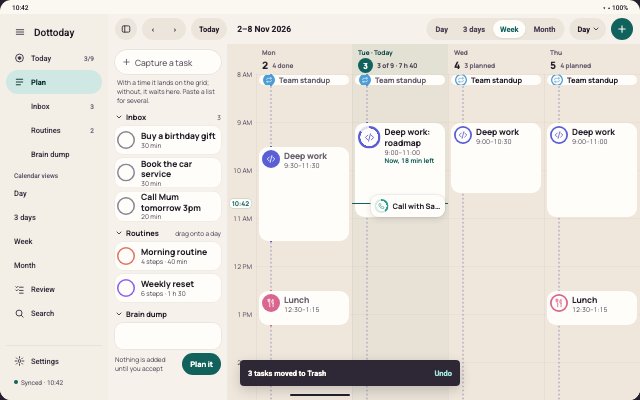 10:42
100%
Dottoday
Today 3/9
Plan
Inbox 3
Routines 2
Brain dump
Calendar views
Day
3 days
Week
Month
Review
Search
Settings
Synced · 10:42
Today
2–8 Nov 2026
Day
3 days
Week
Month
Day
Capture a task
With a time it lands on the grid;
without, it waits here. Paste a list
for several.
Inbox 3
Buy a birthday gift
30 min
Book the car
service
30 min
Call Mum
tomorrow 3pm
20 min
Routines drag onto a day
Morning routine
4 steps · 40 min
Weekly reset
6 steps · 1 h 30
Brain dump
Nothing is added
until you accept
Plan it
Mon
2 4 done
Tue · Today
3 3 of 9 · 7 h 40
Wed
4 3 planned
Thu
5 4 planned
8 AM
10 AM
10:42
11 AM
12 PM
1 PM
Team standup
Deep work
9:30–11:30
Lunch
12:30–1:15
Team standup
Deep work:
roadmap
9:00–11:00
Now, 18 min left
Call with Sa…
Team standup
Deep work
9:00–10:30
Team standup
Deep work
9:00–11:00
Lunch
12:30–1:15
3 tasks moved to Trash
Undo